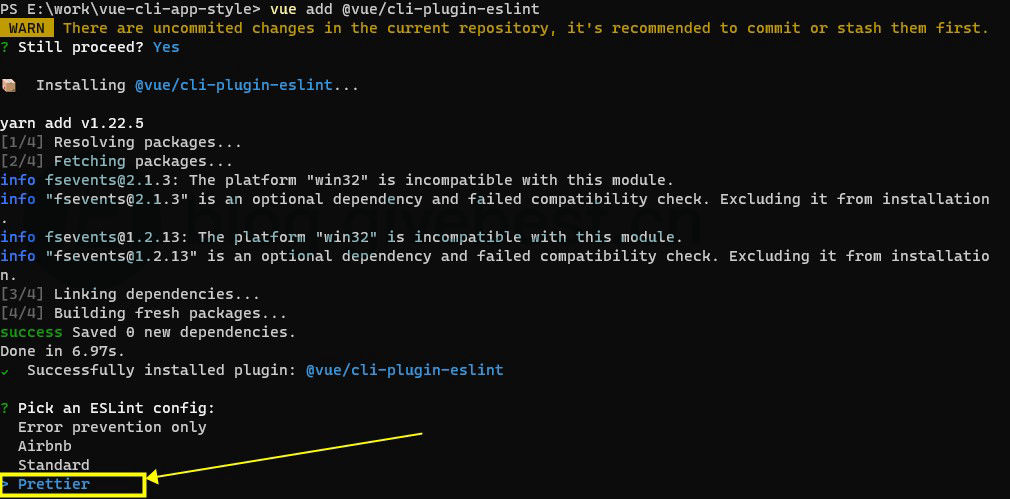 PS E:\work\vue-cli-app-style> vue add @vue/cli-plugin-eslint
WARN There are uncommited changes in the current repository, it's recommended to commit or stash them first.
? Still proceed? Yes
Installing @vue/cli-plugin-eslint...
yarn add v1.22.5
[1/4] Resolving packages...
[2/4] Fetching packages...
info fsevents@2.1.3: The platform "win32" is incompatible with this module.
info "fsevents@2.1.3" is an optional dependency and failed compatibility check. Excluding it from installation
.
info fsevents@1.2.13: The platform "win32" is incompatible with this module.
info "fsevents@1.2.13" is an optional dependency and failed compatibility check. Excluding it from installatio
n.
[3/4] Linking dependencies...
[4/4] Building fresh packages...
success Saved 0 new dependencies.
Done in 6.97s.
✔ Successfully installed plugin: @vue/cli-plugin-eslint
? Pick an ESLint config:
Error prevention only
Airbnb
Standard
> Prettier